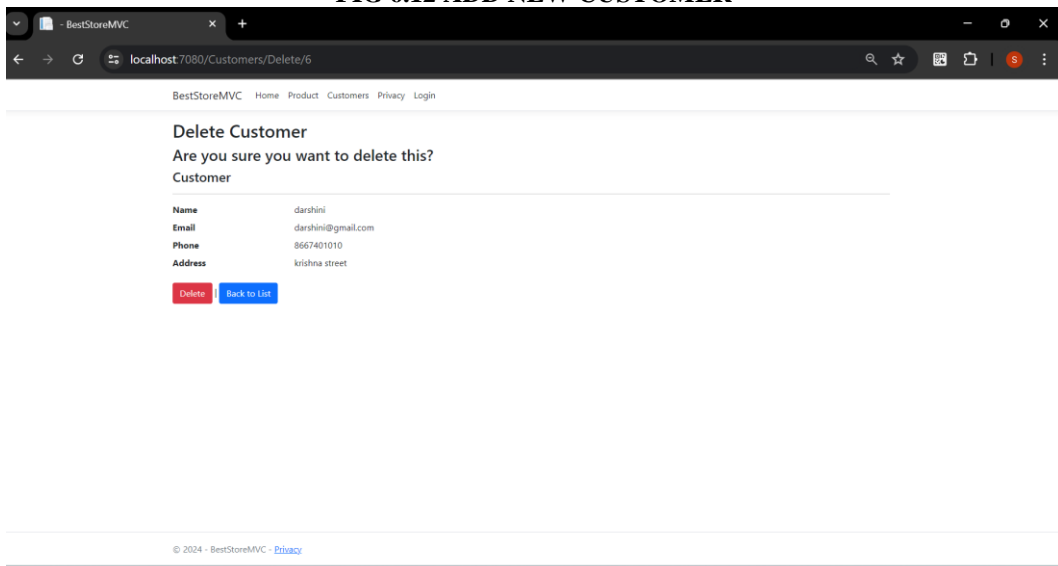 FIG 6.12 ADD NEW CUSTOMER
- BestStoreMVC
localhost:7080/Customers/Delete/6
S
BestStoreMVC Home Product Customers Privacy Login
Delete Customer
Are you sure you want to delete this?
Customer
Name darshini
Email darshini@gmail.com
Phone 8667401010
Address krishna street
Delete | Back to List
© 2024 - BestStoreMVC - Privacy